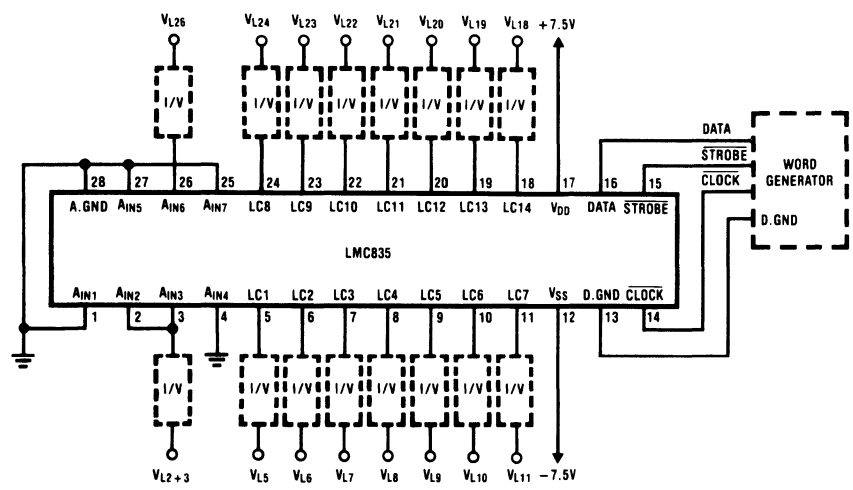 VL26 VL24 VL23 VL22 VL21 VL20 VL19 VL18 +7.5V
I/V I/V I/V I/V I/V I/V I/V I/V
DATA
STROBE
CLOCK
WORD
GENERATOR
D.GND
28 27 26 25 24 23 22 21 20 19 18 17 16 15
A.GND AIN5 AIN6 AIN7 LC8 LC9 LC10 LC11 LC12 LC13 LC14 VDD DATA STROBE
LMC835
AIN1 AIN2 AIN3 AIN4 LC1 LC2 LC3 LC4 LC5 LC6 LC7 VSS D.GND CLOCK
1 2 3 4 5 6 7 8 9 10 11 12 13 14
I/V I/V I/V I/V I/V I/V I/V I/V
VL2+3 VL5 VL6 VL7 VL8 VL9 VL10 VL11 −7.5V